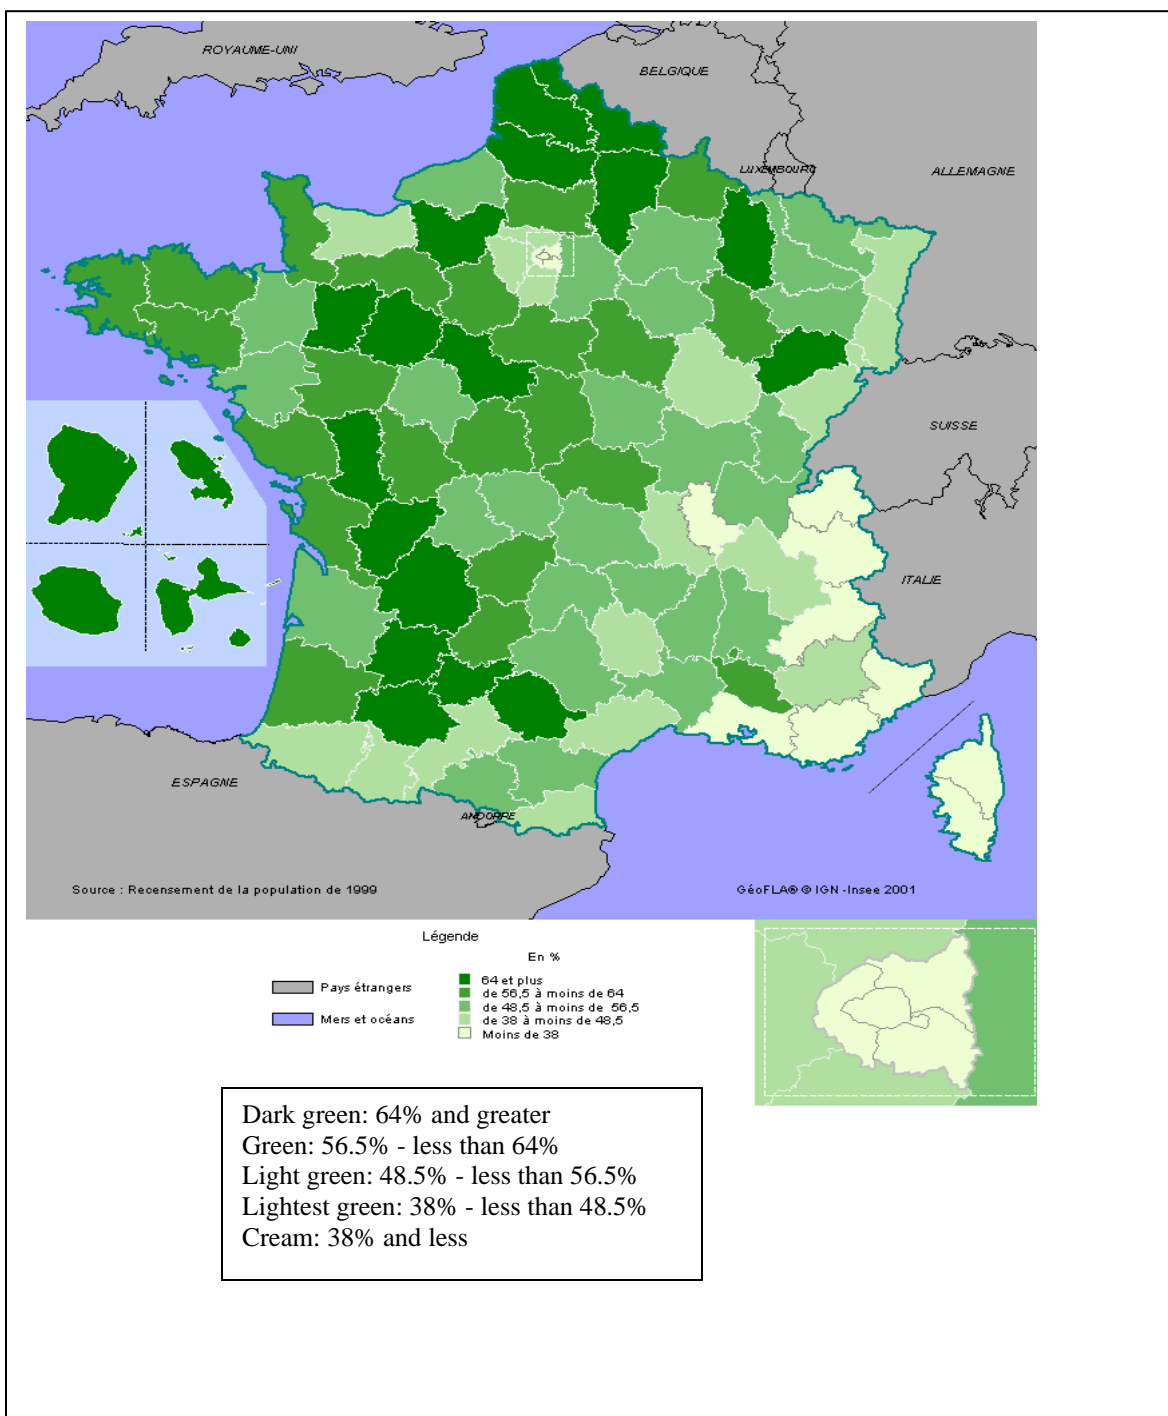 ROYAUME-UNI
BELGIQUE
LUXEMBOURG
ALLEMAGNE
SUISSE
ITALIE
ESPAGNE
ANDORRE
Source : Recensement de la population de 1999
GéoFLA® © IGN -Insee 2001
Légende
En %
Pays étrangers
Mers et océans
64 et plus
de 56,5 à moins de 64
de 48,5 à moins de 56,5
de 38 à moins de 48,5
Moins de 38
Dark green: 64% and greater
Green: 56.5% - less than 64%
Light green: 48.5% - less than 56.5%
Lightest green: 38% - less than 48.5%
Cream: 38% and less